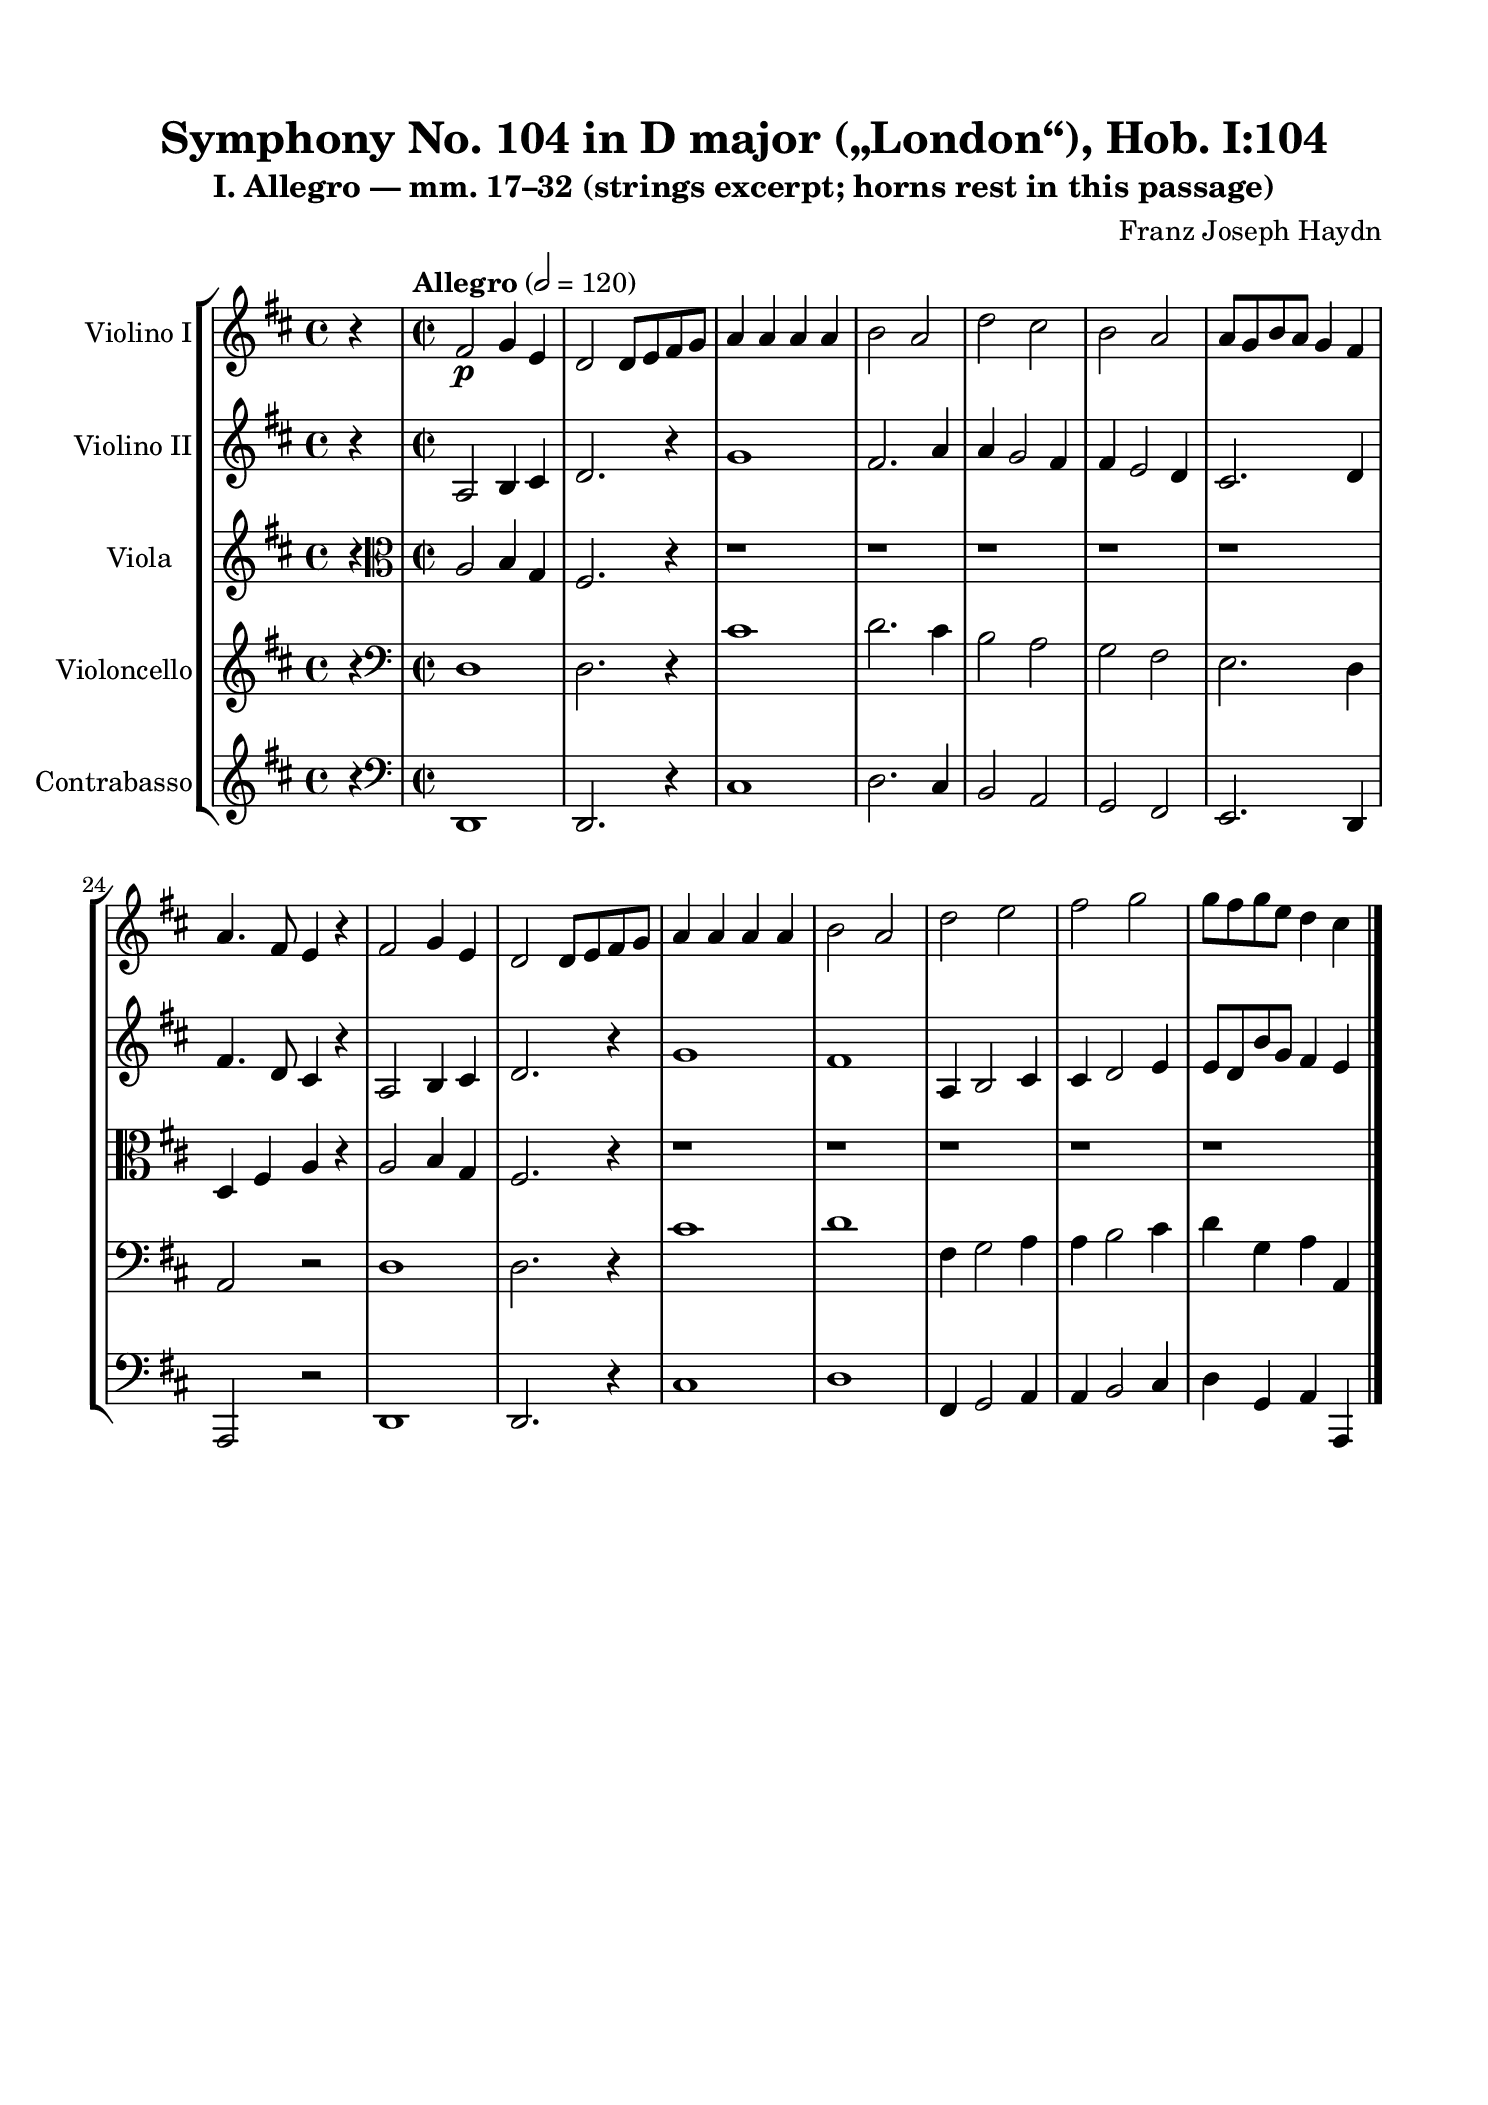 Symphony No. 104 in D major („London“), Hob. I:104
I. Allegro — mm. 17–32 (strings excerpt; horns rest in this passage)
Franz Joseph Haydn
Allegro (𝅗𝅥 = 120)
Violino I
p
Violino II
Viola
Violoncello
Contrabasso
24